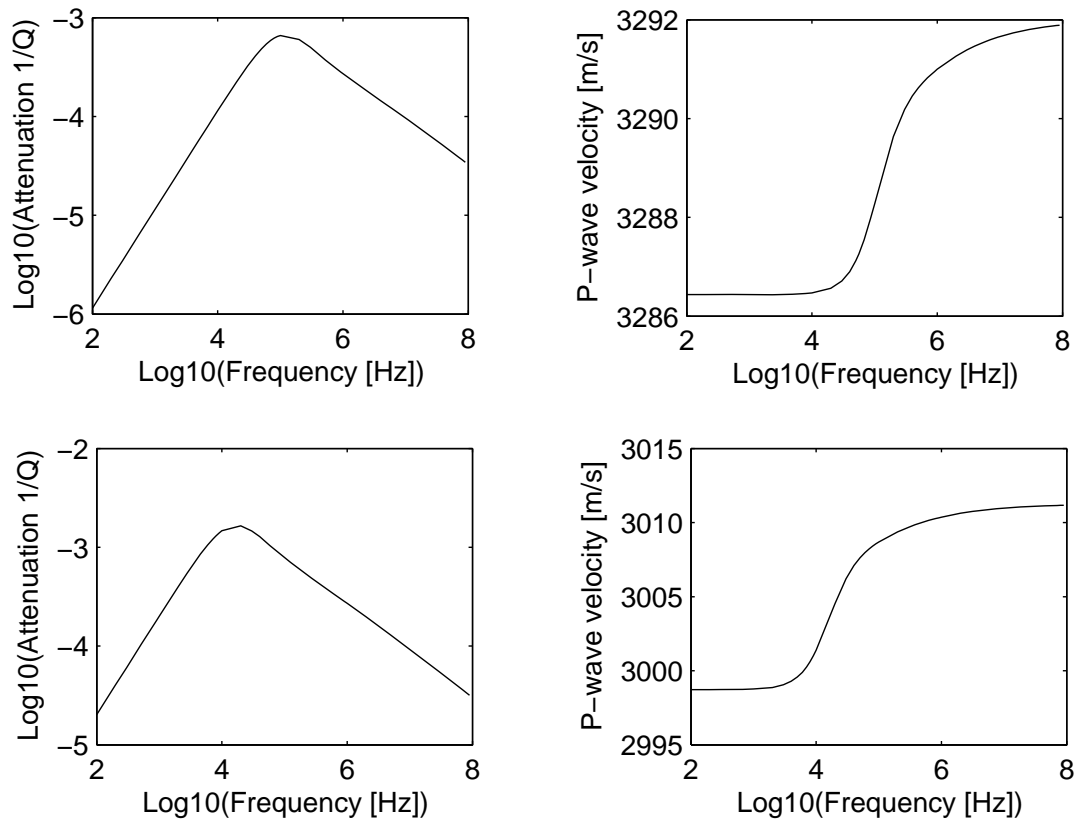 −3
−4
−5
−6
2 4 6 8
Log10(Frequency [Hz])
Log10(Attenuation 1/Q)
3292
3290
3288
3286
2 4 6 8
Log10(Frequency [Hz])
P−wave velocity [m/s]
−2
−3
−4
−5
2 4 6 8
Log10(Frequency [Hz])
Log10(Attenuation 1/Q)
3015
3010
3005
3000
2995
2 4 6 8
Log10(Frequency [Hz])
P−wave velocity [m/s]